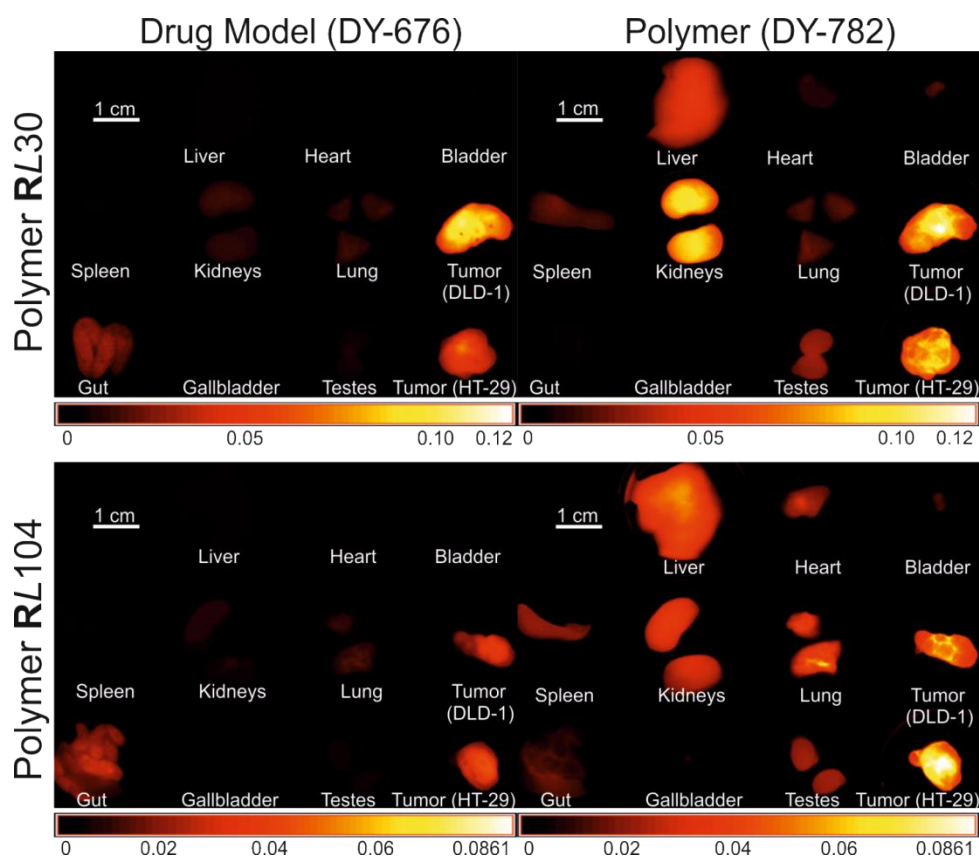 Drug Model (DY-676) Polymer (DY-782)
Polymer RL30
1 cm 1 cm
Liver Heart Bladder Liver Heart Bladder
Spleen Kidneys Lung Tumor Spleen Kidneys Lung Tumor
(DLD-1) (DLD-1)
Gut Gallbladder Testes Tumor (HT-29) Gut Gallbladder Testes Tumor (HT-29)
0 0.05 0.10 0.12 0 0.05 0.10 0.12
Polymer RL104
1 cm
Liver Heart Bladder Liver Heart Bladder
Spleen Kidneys Lung Tumor Spleen Kidneys Lung Tumor
(DLD-1) (DLD-1)
Gut Gallbladder Testes Tumor (HT-29) Gut Gallbladder Testes Tumor (HT-29)
0 0.02 0.04 0.06 0.0861 0 0.02 0.04 0.06 0.0861